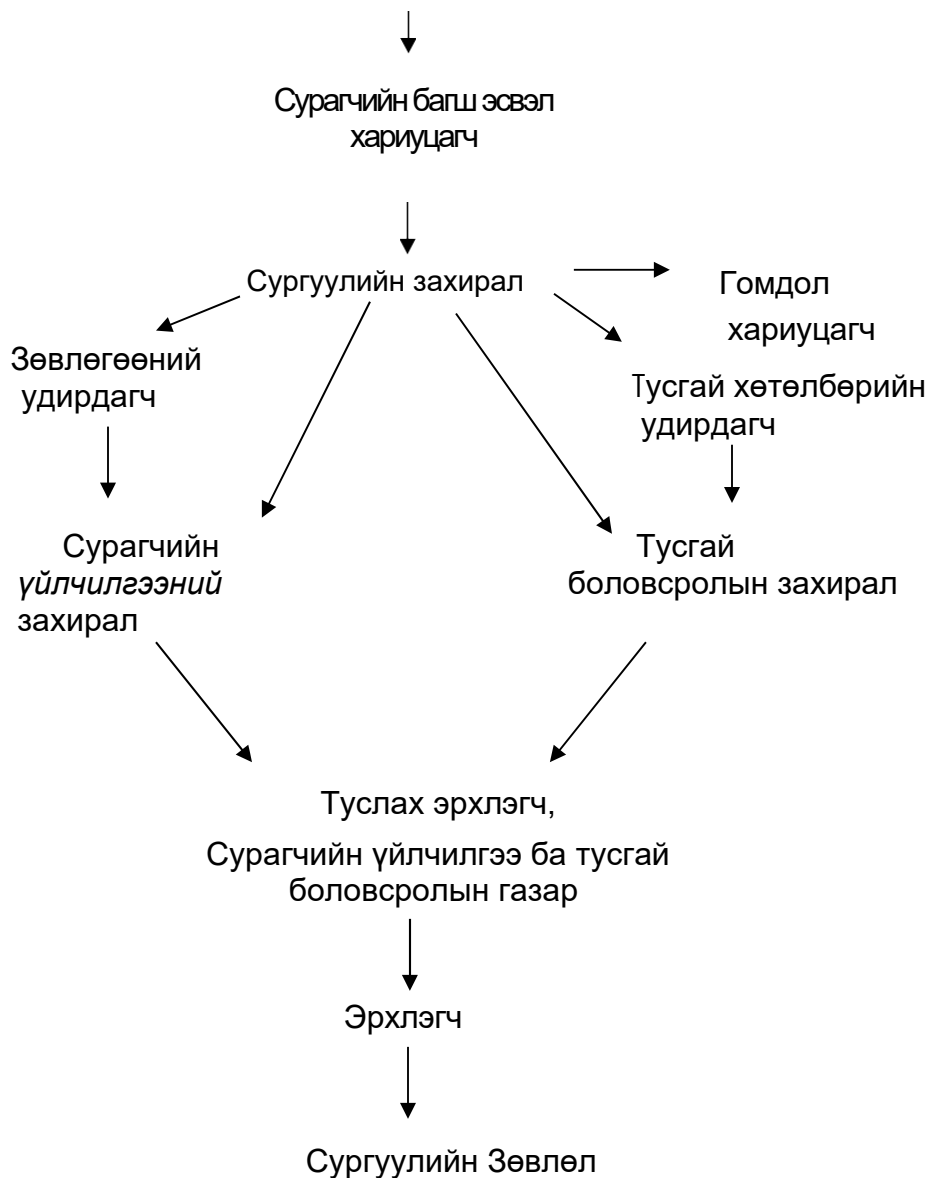 Сурагчийн багш эсвэл
хариуцагч
Сургуулийн захирал
Гомдол
хариуцагч
Зөвлөгөөний
удирдагч
Тусгай хөтөлбөрийн
удирдагч
Сурагчийн
үйлчилгээний
захирал
Тусгай
боловсролын захирал
Туслах эрхлэгч,
Сурагчийн үйлчилгээ ба тусгай
боловсролын газар
Эрхлэгч
Сургуулийн Зөвлөл